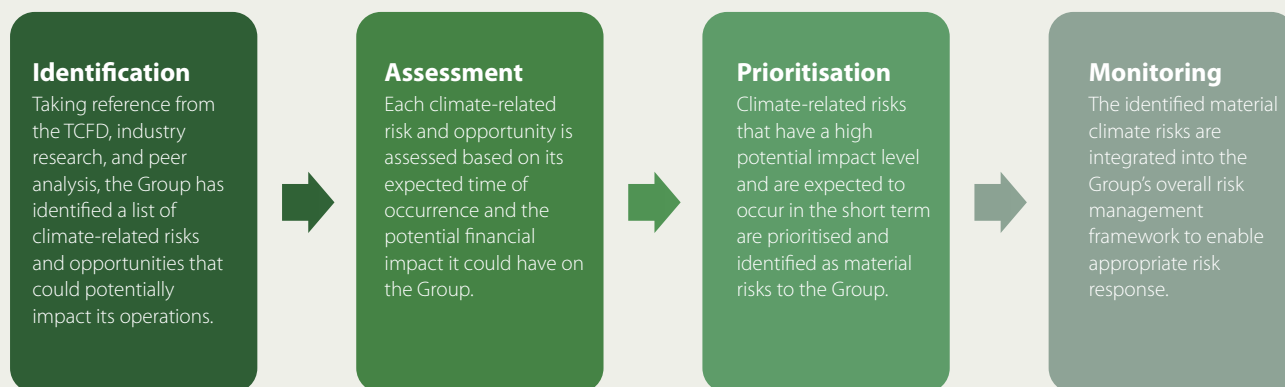 Identification
Taking reference from
the TCFD, industry
research, and peer
analysis, the Group has
identified a list of
climate-related risks
and opportunities that
could potentially
impact its operations.
Assessment
Each climate-related
risk and opportunity is
assessed based on its
expected time of
occurrence and the
potential financial
impact it could have on
the Group.
Prioritisation
Climate-related risks
that have a high
potential impact level
and are expected to
occur in the short term
are prioritised and
identified as material
risks to the Group.
Monitoring
The identified material
climate risks are
integrated into the
Group's overall risk
management
framework to enable
appropriate risk
response.